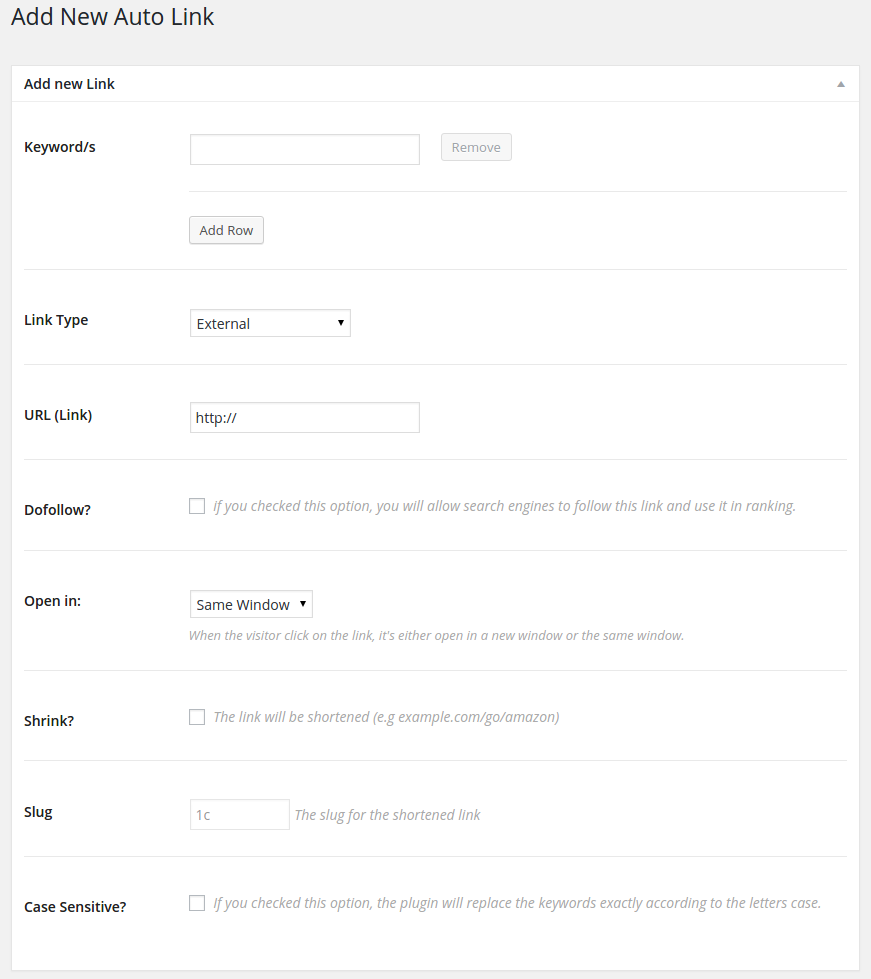 Add New Auto Link
Add new Link
Keyword/s
Remove
Add Row
Link Type
External
URL (Link)
http://
Dofollow?
If you checked this option, you will allow search engines to follow this link and use it in ranking.
Open in:
Same Window
When the visitor click on the link, it's either open in a new window or the same window.
Shrink?
The link will be shortened (e.g example.com/go/amazon)
Slug
1c
The slug for the shortened link
Case Sensitive?
If you checked this option, the plugin will replace the keywords exactly according to the letters case.